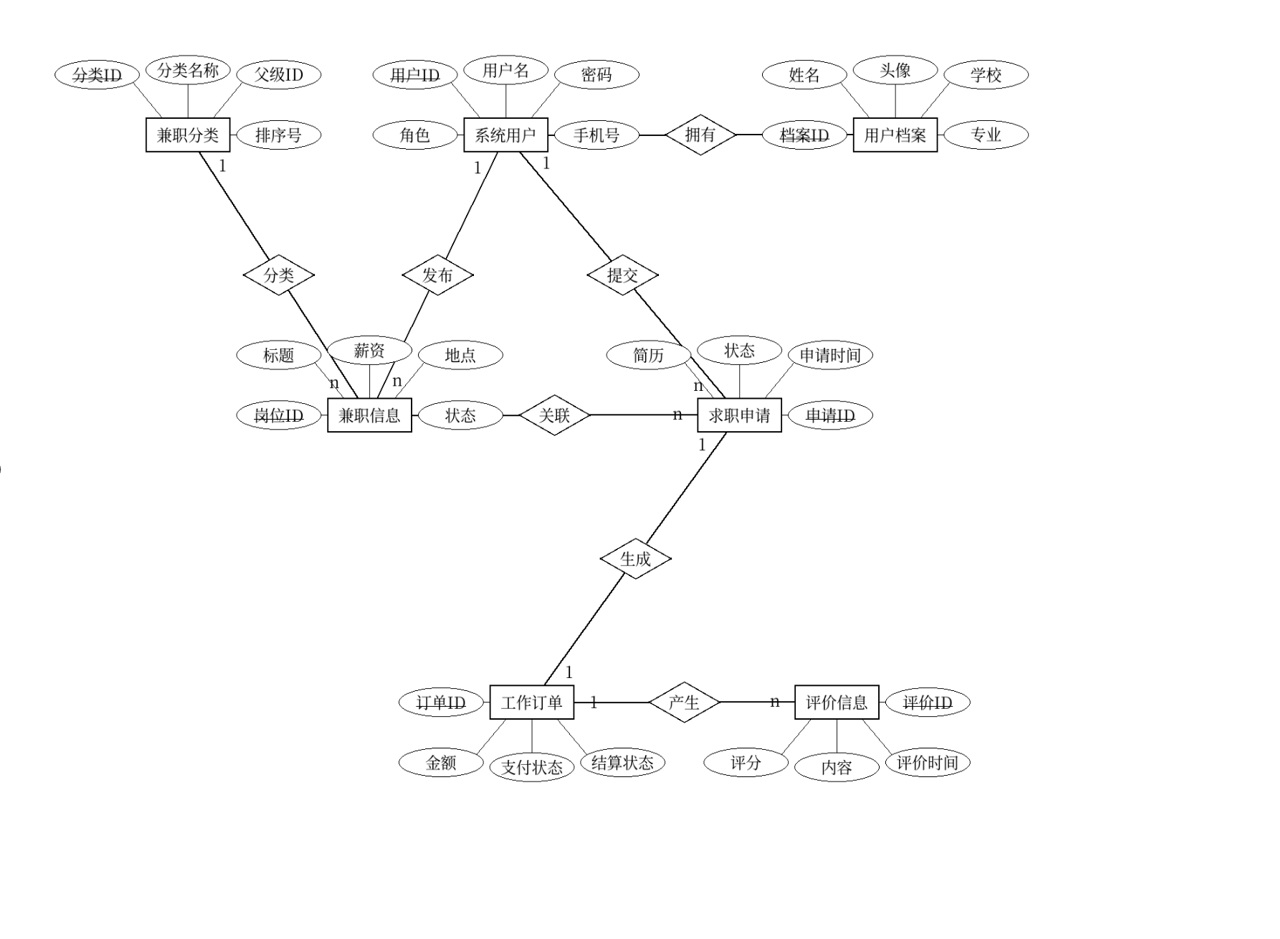 分类ID
分类名称
父级ID
用户ID
用户名
密码
姓名
头像
学校
兼职分类
排序号
角色
系统用户
手机号
拥有
档案ID
用户档案
专业
1
1
1
分类
发布
提交
标题
薪资
地点
简历
状态
申请时间
n
n
n
岗位ID
兼职信息
状态
关联
n
求职申请
申请ID
1
生成
1
订单ID
工作订单
1
产生
n
评价信息
评价ID
金额
支付状态
结算状态
评分
内容
评价时间